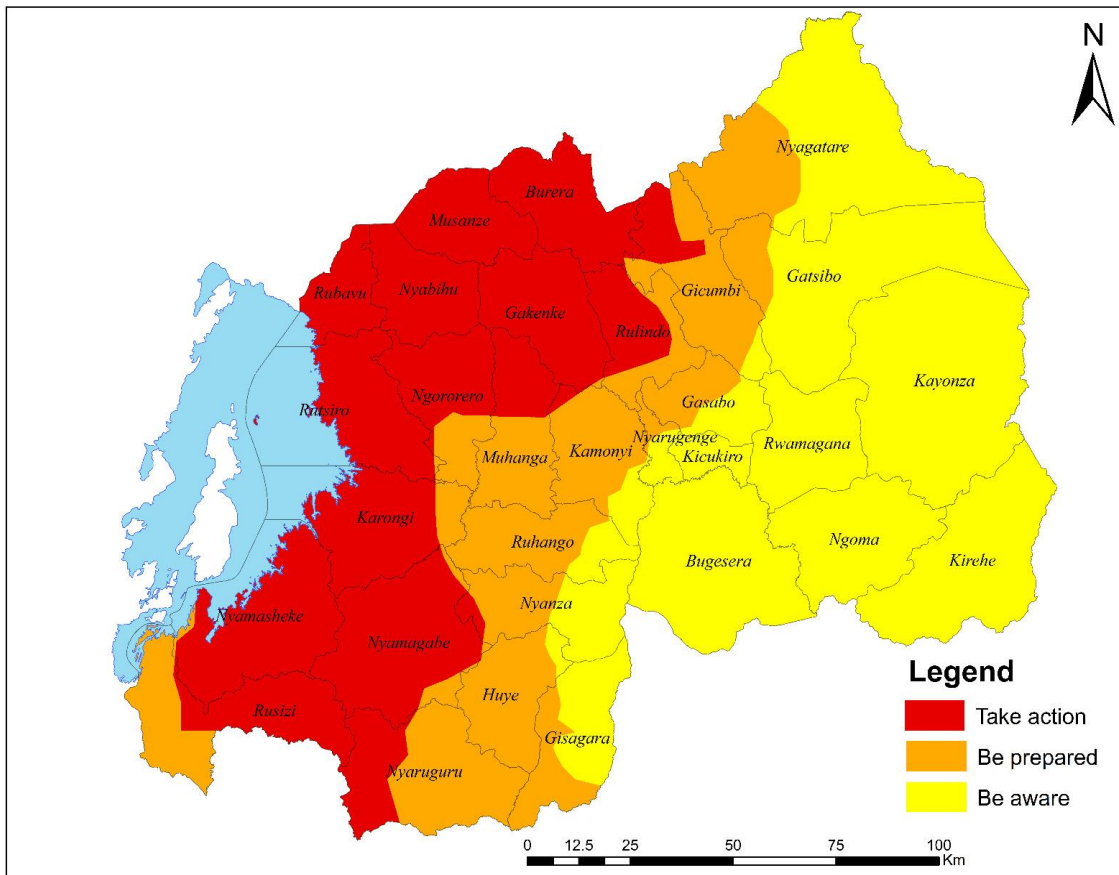 N
Nyagatare
Burera
Musanze
Gatsibo
Rubavu
Nyabihu
Gicumbi
Gakenke
Rulindo
Kayonza
Ngororero
Rutsiro
Gasabo
Nyarugenge
Rwamagana
Kicukiro
Muhanga
Kamonyi
Karongi
Ruhango
Bugesera
Ngoma
Kirehe
Nyanza
Nyamasheke
Nyamagabe
Huye
Rusizi
Gisagara
Nyaruguru
Legend
Take action
Be prepared
Be aware
0 12.5 25 50 75 100
Km